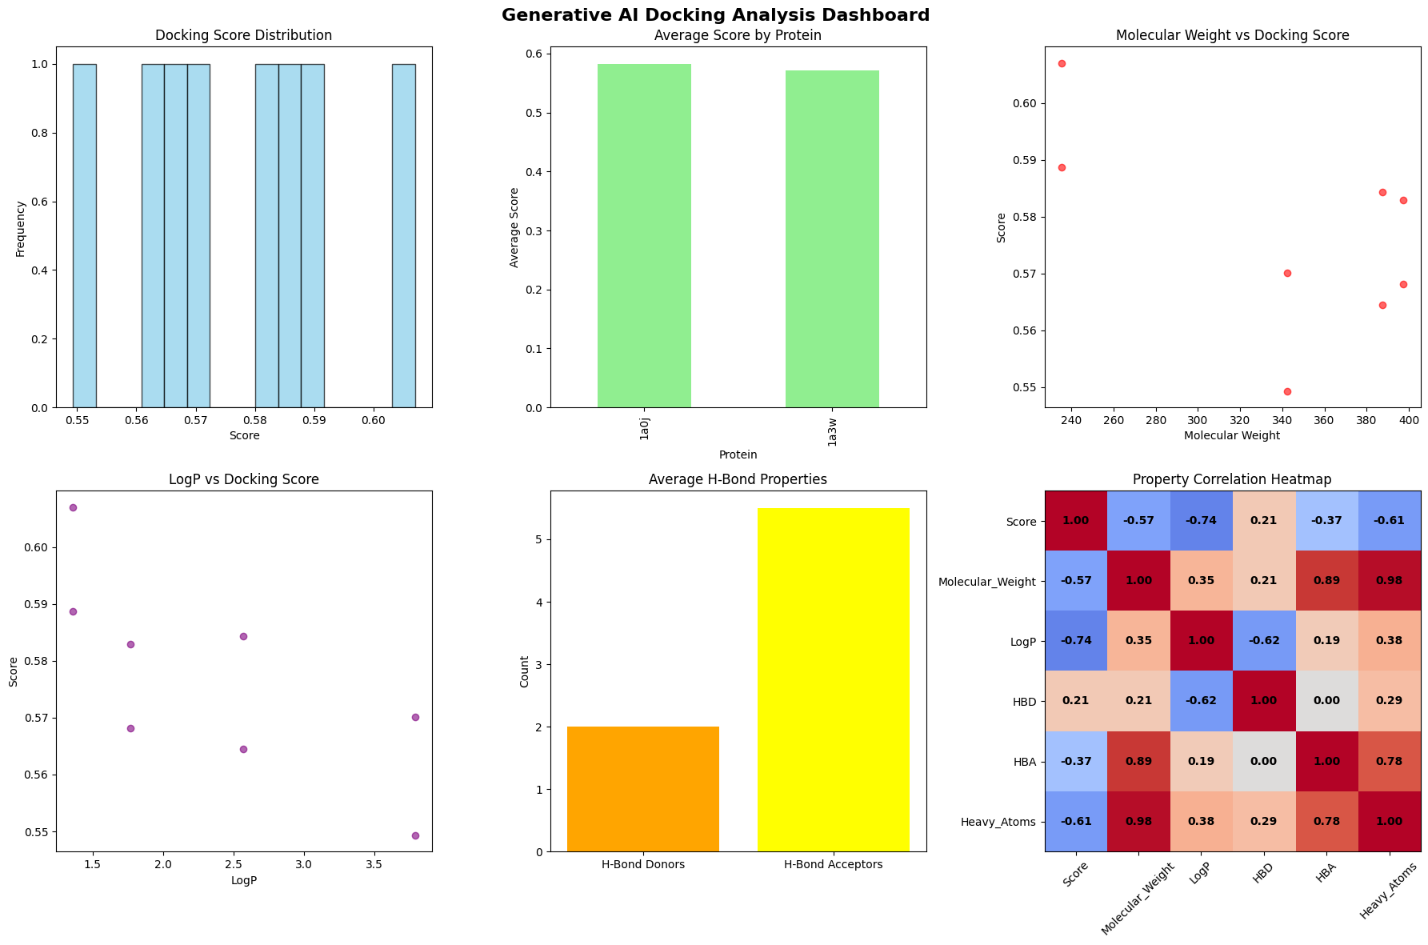 Generative AI Docking Analysis Dashboard
Docking Score Distribution
Frequency
1.0
0.8
0.6
0.4
0.2
0.0
0.55 0.56 0.57 0.58 0.59 0.60
Score
Average Score by Protein
Average Score
0.6
0.5
0.4
0.3
0.2
0.1
0.0
1a0j 1a3w
Protein
Molecular Weight vs Docking Score
Score
0.60
0.59
0.58
0.57
0.56
0.55
240 260 280 300 320 340 360 380 400
Molecular Weight
LogP vs Docking Score
Score
0.60
0.59
0.58
0.57
0.56
0.55
1.5 2.0 2.5 3.0 3.5
LogP
Average H-Bond Properties
Count
5
4
3
2
1
0
H-Bond Donors H-Bond Acceptors
Property Correlation Heatmap
Score 1.00 -0.57 -0.74 0.21 -0.37 -0.61
Molecular_Weight -0.57 1.00 0.35 0.21 0.89 0.98
LogP -0.74 0.35 1.00 -0.62 0.19 0.38
HBD 0.21 0.21 -0.62 1.00 0.00 0.29
HBA -0.37 0.89 0.19 0.00 1.00 0.78
Heavy_Atoms -0.61 0.98 0.38 0.29 0.78 1.00
Score Molecular_Weight LogP HBD HBA Heavy_Atoms